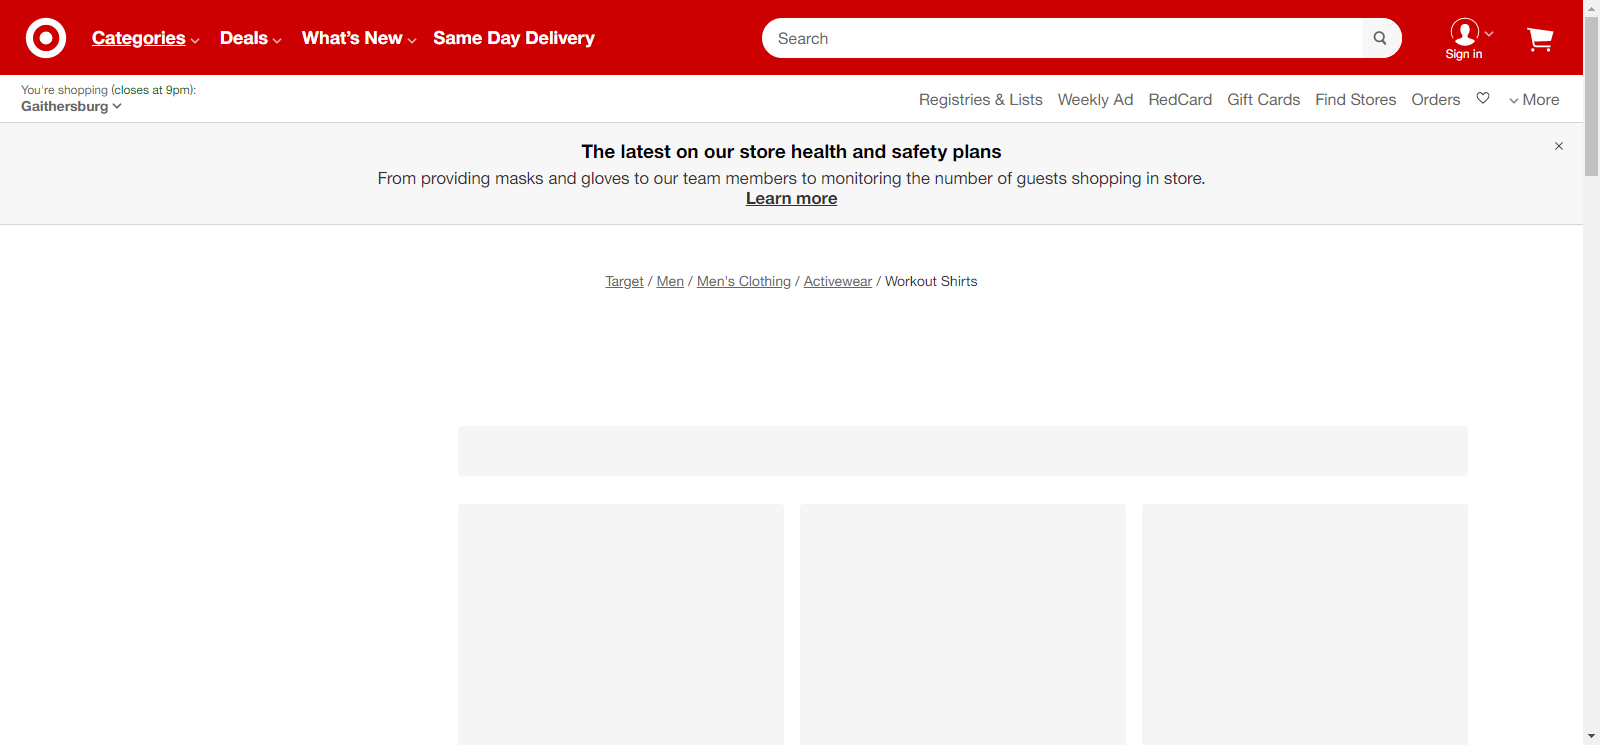 Categories Deals What's New Same Day Delivery Search Sign in
You're shopping (closes at 9pm):
Gaithersburg
Registries & Lists Weekly Ad RedCard Gift Cards Find Stores Orders More
The latest on our store health and safety plans
From providing masks and gloves to our team members to monitoring the number of guests shopping in store.
Learn more
Target / Men / Men's Clothing / Activewear / Workout Shirts